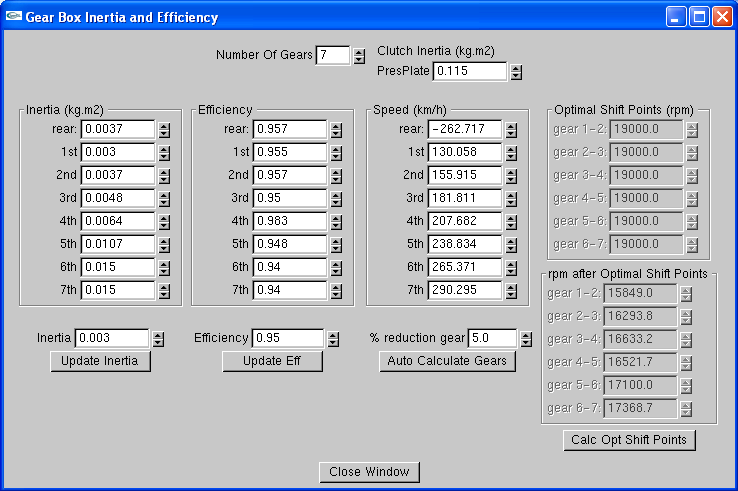 Gear Box Inertia and Efficiency
Number Of Gears 7
Clutch Inertia (kg.m2)
PresPlate 0.115
Inertia (kg.m2)
rear: 0.0037
1st 0.003
2nd 0.0037
3rd 0.0048
4th 0.0064
5th 0.0107
6th 0.015
7th 0.015
Inertia 0.003
Update Inertia
Efficiency
rear: 0.957
1st 0.955
2nd 0.957
3rd 0.95
4th 0.983
5th 0.948
6th 0.94
7th 0.94
Efficiency 0.95
Update Eff
Speed (km/h)
rear: -262.717
1st 130.058
2nd 155.915
3rd 181.811
4th 207.682
5th 238.834
6th 265.371
7th 290.295
% reduction gear 5.0
Auto Calculate Gears
Optimal Shift Points (rpm)
gear 1-2: 19000.0
gear 2-3: 19000.0
gear 3-4: 19000.0
gear 4-5: 19000.0
gear 5-6: 19000.0
gear 6-7: 19000.0
rpm after Optimal Shift Points
gear 1-2: 15849.0
gear 2-3: 16293.8
gear 3-4: 16633.2
gear 4-5: 16521.7
gear 5-6: 17100.0
gear 6-7: 17368.7
Calc Opt Shift Points
Close Window